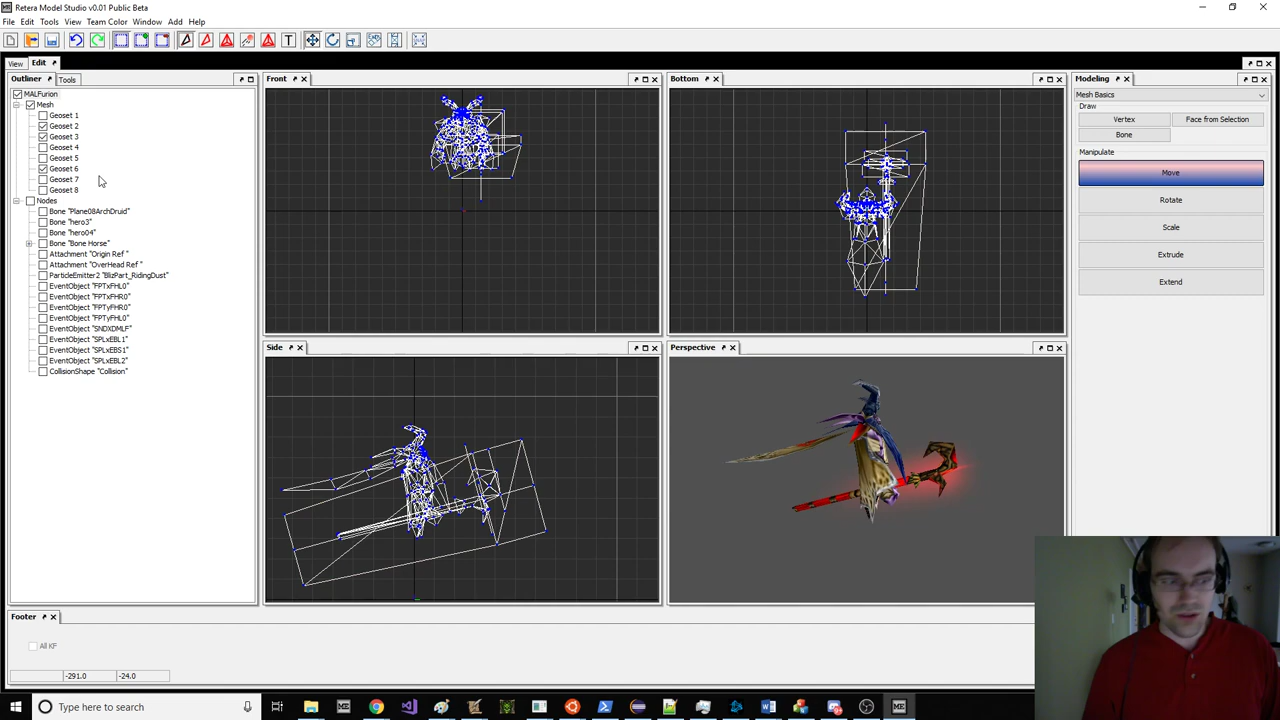 Retera Model Studio v0.01 Public Beta
File Edit Tools View Team Color Window Add Help
View Edit
Outliner Tools
MALFurion
Mesh
Geoset 1
Geoset 2
Geoset 3
Geoset 4
Geoset 5
Geoset 6
Geoset 7
Geoset 8
Nodes
Bone "Plane08ArchDruid"
Bone "hero3"
Bone "hero04"
Bone "Bone Horse"
Attachment "Origin Ref "
Attachment "OverHead Ref "
ParticleEmitter2 "BlizPart_RidingDust"
EventObject "FPTxFHL0"
EventObject "FPTxFHR0"
EventObject "FPTyFHR0"
EventObject "FPTyFHL0"
EventObject "SNDXDMLF"
EventObject "SPLxEBL1"
EventObject "SPLxEBS1"
EventObject "SPLxEBL2"
CollisionShape "Collision"
Front
Bottom
Side
Perspective
Modeling
Mesh Basics
Draw
Vertex Face from Selection
Bone
Manipulate
Move
Rotate
Scale
Extrude
Extend
Footer
All KF
-291.0 -24.0
Type here to search
ME
ME